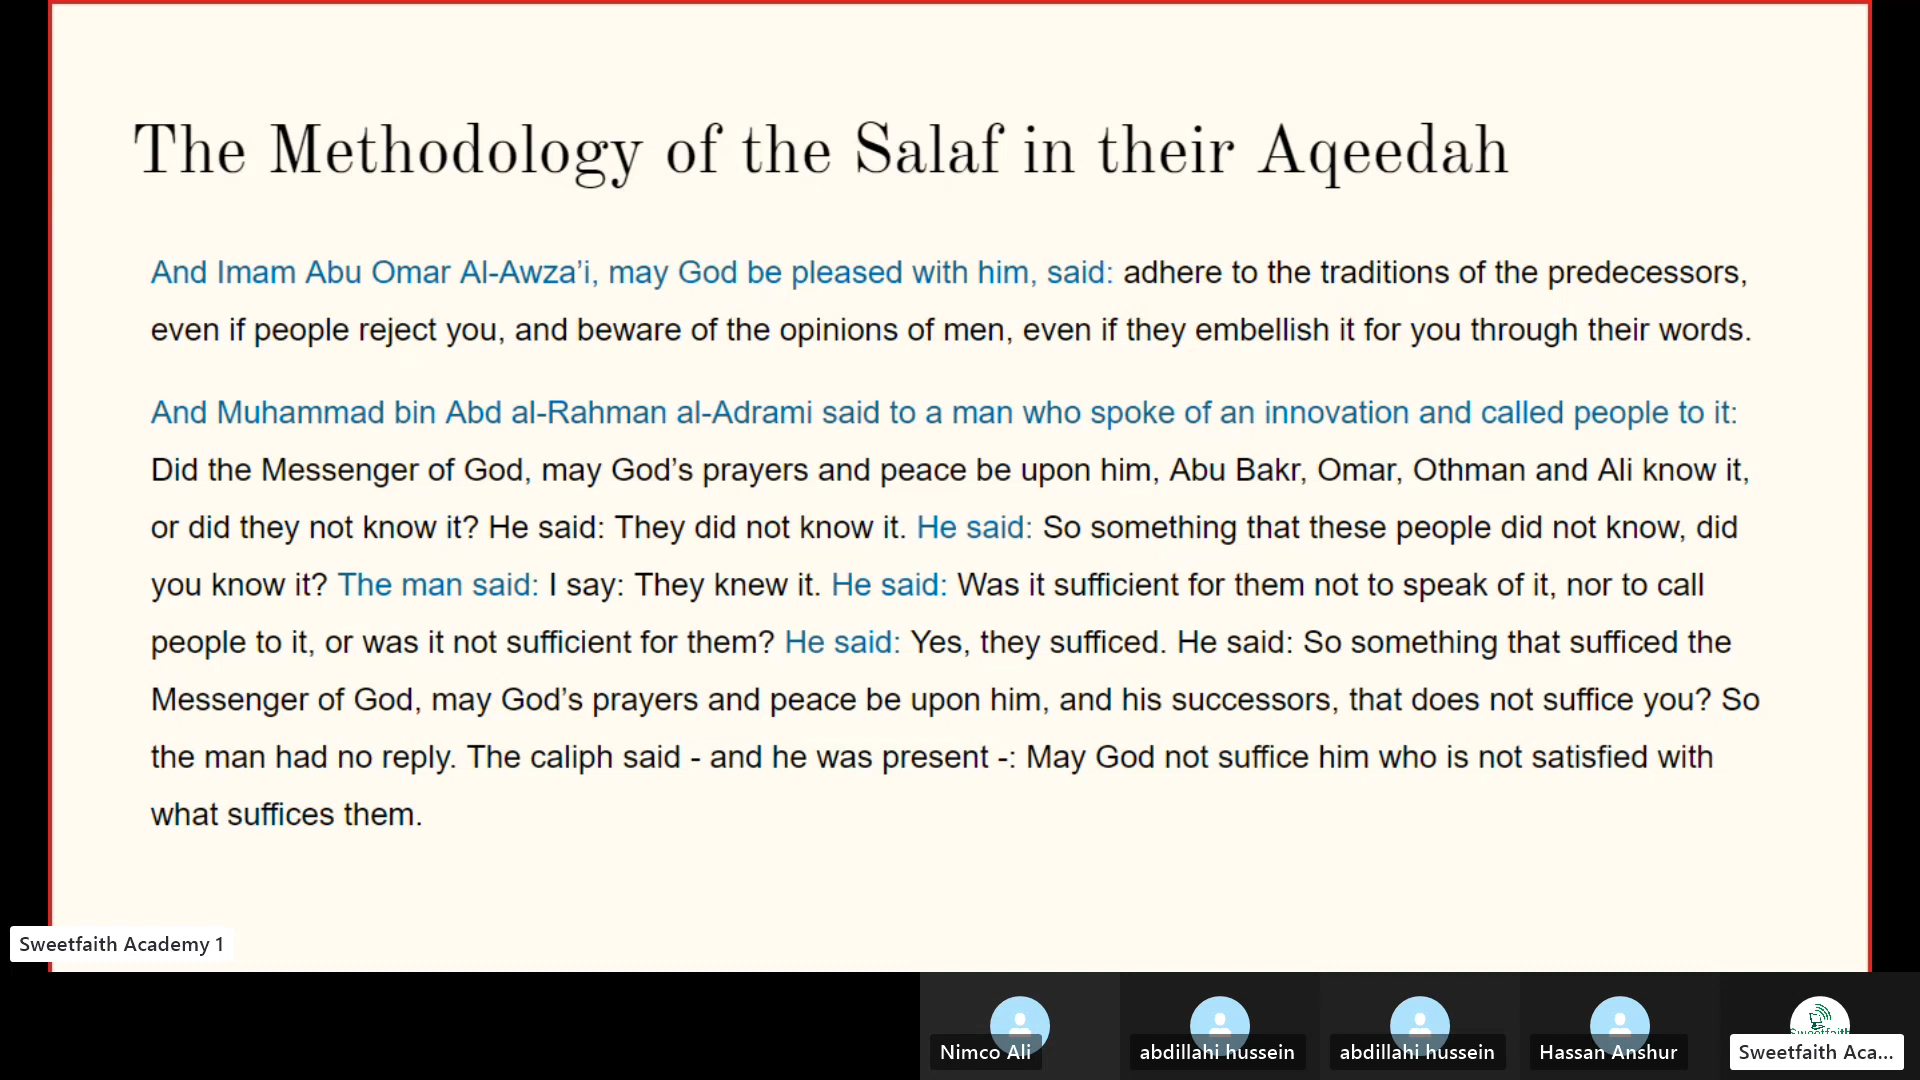 The Methodology of the Salaf in their Aqeedah
And Imam Abu Omar Al-Awza’i, may God be pleased with him, said: adhere to the traditions of the predecessors,
even if people reject you, and beware of the opinions of men, even if they embellish it for you through their words.
And Muhammad bin Abd al-Rahman al-Adrami said to a man who spoke of an innovation and called people to it:
Did the Messenger of God, may God’s prayers and peace be upon him, Abu Bakr, Omar, Othman and Ali know it,
or did they not know it? He said: They did not know it. He said: So something that these people did not know, did
you know it? The man said: I say: They knew it. He said: Was it sufficient for them not to speak of it, nor to call
people to it, or was it not sufficient for them? He said: Yes, they sufficed. He said: So something that sufficed the
Messenger of God, may God’s prayers and peace be upon him, and his successors, that does not suffice you? So
the man had no reply. The caliph said - and he was present -: May God not suffice him who is not satisfied with
what suffices them.
Sweetfaith Academy 1
Sweetfaith
Nimco Ali
abdillahi hussein
abdillahi hussein
Hassan Anshur
Sweetfaith Aca...